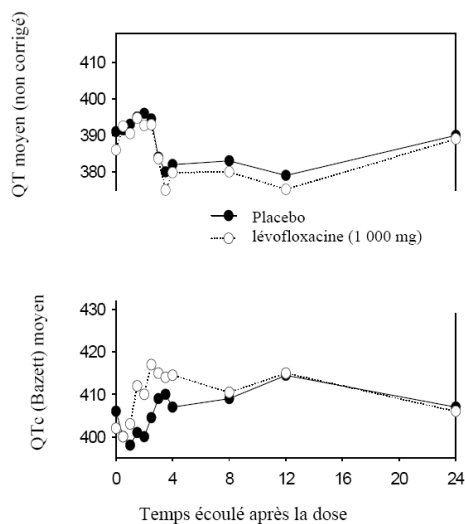 QT moyen (non corrigé)
410
400
390
380
Placebo
lévofloxacine (1 000 mg)
QTc (Bazett) moyen
430
420
410
400
0 4 8 12 16 20 24
Temps écoulé après la dose